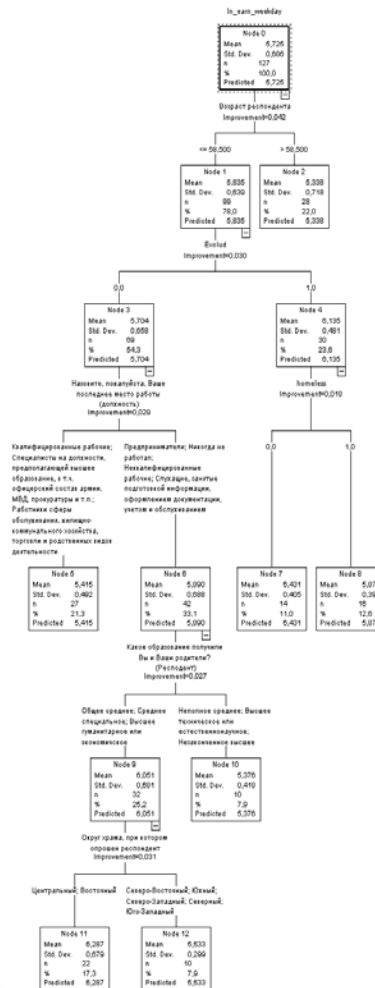 ln_earn_weekday
Node 0
Mean 5,725
Std. Dev. 0,686
n 127
% 100,0
Predicted 5,725
Возраст респондента
Improvement=0,042
<= 58,500
> 58,500
Node 1
Mean 5,835
Std. Dev. 0,639
n 99
% 78,0
Predicted 5,835
Node 2
Mean 5,338
Std. Dev. 0,718
n 28
% 22,0
Predicted 5,338
Improvement=0,030
0,0
1,0
Node 3
Mean 5,704
Std. Dev. 0,658
n 69
% 54,3
Predicted 5,704
Node 4
Mean 6,135
Std. Dev. 0,481
n 30
% 23,6
Predicted 6,135
Назовите, пожалуйста, Ваше
последнее место работы
(должность)
Improvement=0,029
homeless
Improvement=0,019
Квалифицированные рабочие;
Специалисты на должности,
предполагающей высшее
образование, в т.ч.
офицерский состав армии,
МВД, прокуратуры и т.п.;
Работники сферы
обслуживания, жилищно-
коммунального хозяйства,
торговли и родственных видов
деятельности
Предприниматели; Никогда не
работал;
Неквалифицированные
рабочие; Служащие, занятые
подготовкой информации,
оформлением документации,
учетом и обслуживанием
0,0
1,0
Node 5
Mean 5,415
Std. Dev. 0,492
n 27
% 21,3
Predicted 5,415
Node 6
Mean 5,890
Std. Dev. 0,688
n 42
% 33,1
Predicted 5,890
Node 7
Mean 6,431
Std. Dev. 0,405
n 14
% 11,0
Predicted 6,431
Node 8
Mean 5,87
Std. Dev. 0,39
n 16
% 12,6
Predicted 5,87
Какое образование получили
Вы и Ваши родители?
(Респодент)
Improvement=0,027
Общее среднее; Среднее
специальное; Высшее
гуманитарное или
экономическое
Неполное среднее; Высшее
техническое или
естественнонаучное;
Незаконченное высшее
Node 9
Mean 6,051
Std. Dev. 0,681
n 32
% 25,2
Predicted 6,051
Node 10
Mean 5,376
Std. Dev. 0,419
n 10
% 7,9
Predicted 5,376
Округ храма, при котором
опрошен респондент
Improvement=0,031
Центральный; Восточный
Северо-Восточный; Южный;
Северо-Западный; Северный;
Юго-Западный
Node 11
Mean 6,287
Std. Dev. 0,679
n 22
% 17,3
Predicted 6,287
Node 12
Mean 5,533
Std. Dev. 0,299
n 10
% 7,9
Predicted 5,533